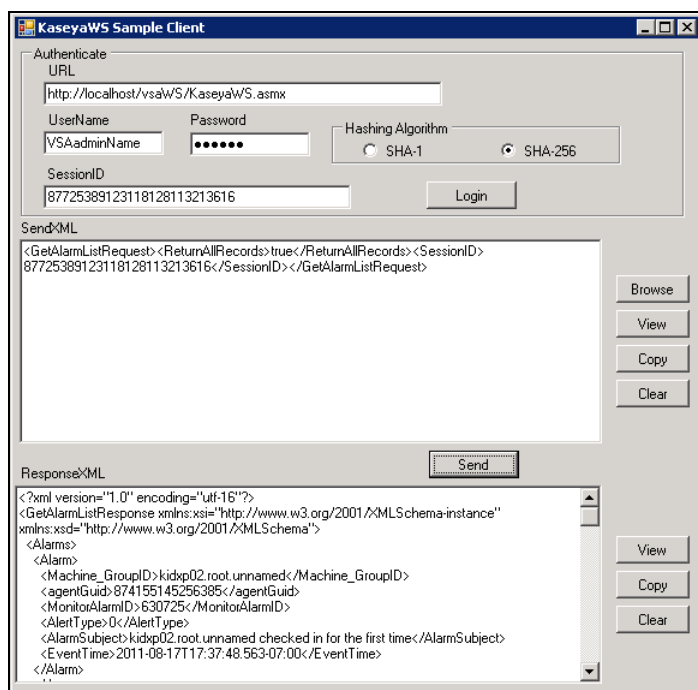 KaseyaWS Sample Client
Authenticate
URL
http://localhost/vsaWS/KaseyaWS.asmx
UserName
Password
Hashing Algorithm
VSAadminName
••••••
SHA-1
SHA-256
SessionID
87725389123118128113213616
Login
SendXML
<GetAlarmListRequest><ReturnAllRecords>true</ReturnAllRecords><SessionID>
87725389123118128113213616</SessionID></GetAlarmListRequest>
Browse
View
Copy
Clear
Send
ResponseXML
<?xml version="1.0" encoding="utf-16"?>
<GetAlarmListResponse xmlns:xsi="http://www.w3.org/2001/XMLSchema-instance"
xmlns:xsd="http://www.w3.org/2001/XMLSchema">
<Alarms>
<Alarm>
<Machine_GroupID>kidxp02.root.unnamed</Machine_GroupID>
<agentGuid>874155145256385</agentGuid>
<MonitorAlarmID>630725</MonitorAlarmID>
<AlertType>0</AlertType>
<AlarmSubject>kidxp02.root.unnamed checked in for the first time</AlarmSubject>
<EventTime>2011-08-17T17:37:48.563-07:00</EventTime>
</Alarm>
View
Copy
Clear